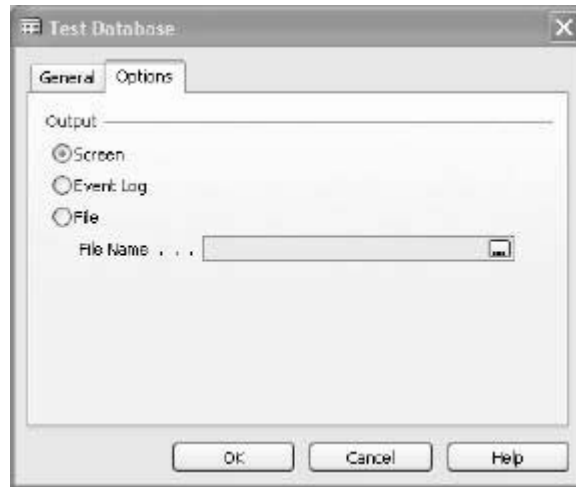 Test Database
General Options
Output
Screen
Event Log
File
File Name . . . .
OK Cancel Help